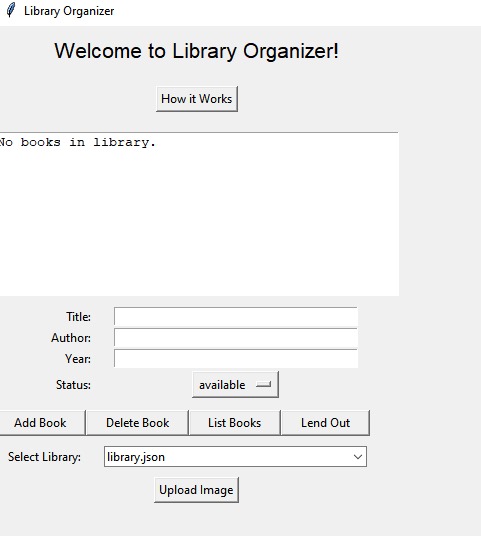 Library Organizer
Welcome to Library Organizer!
How it Works
No books in library.
Title:
Author:
Year:
Status: available
Add Book Delete Book List Books Lend Out
Select Library: library.json
Upload Image